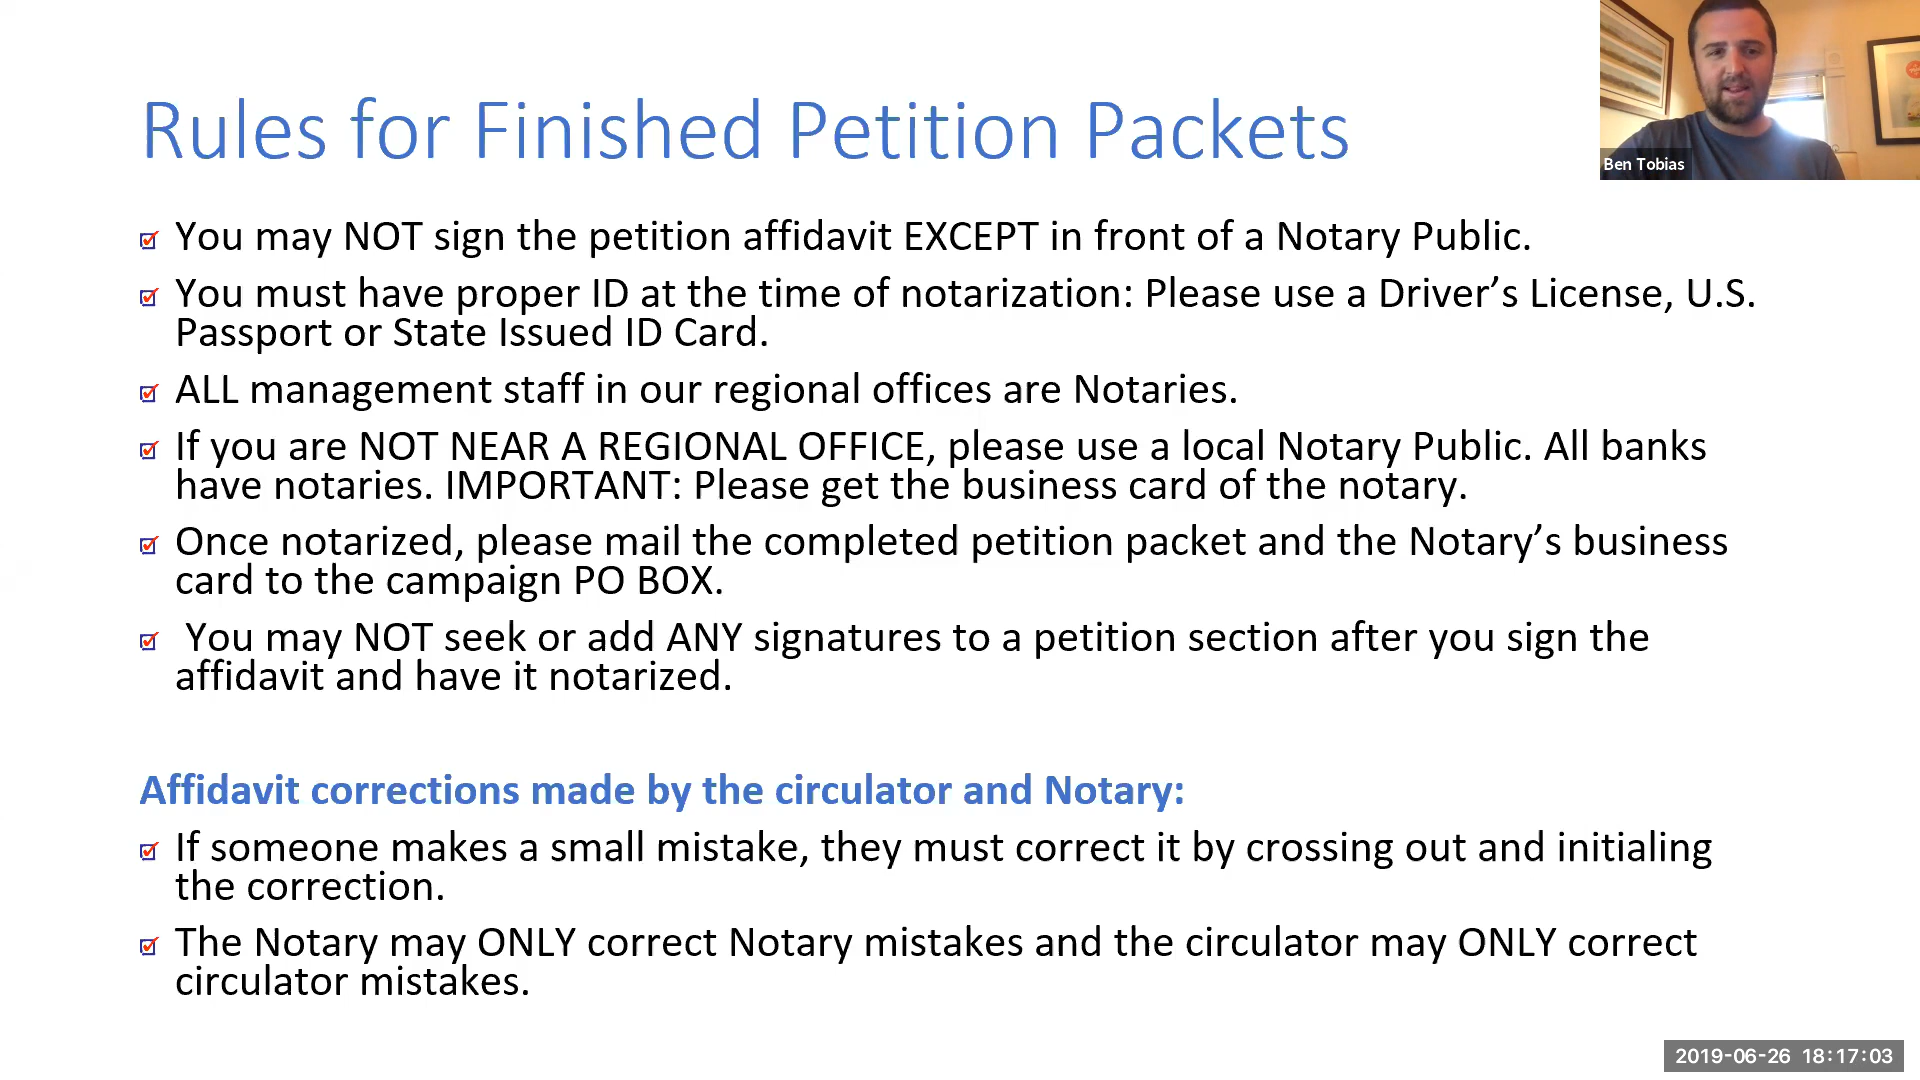 Rules for Finished Petition Packets
Ben Tobias
You may NOT sign the petition affidavit EXCEPT in front of a Notary Public.
You must have proper ID at the time of notarization: Please use a Driver’s License, U.S.
Passport or State Issued ID Card.
ALL management staff in our regional offices are Notaries.
If you are NOT NEAR A REGIONAL OFFICE, please use a local Notary Public. All banks
have notaries. IMPORTANT: Please get the business card of the notary.
Once notarized, please mail the completed petition packet and the Notary’s business
card to the campaign PO BOX.
You may NOT seek or add ANY signatures to a petition section after you sign the
affidavit and have it notarized.
Affidavit corrections made by the circulator and Notary:
If someone makes a small mistake, they must correct it by crossing out and initialing
the correction.
The Notary may ONLY correct Notary mistakes and the circulator may ONLY correct
circulator mistakes.
2019-06-26 18:17:03